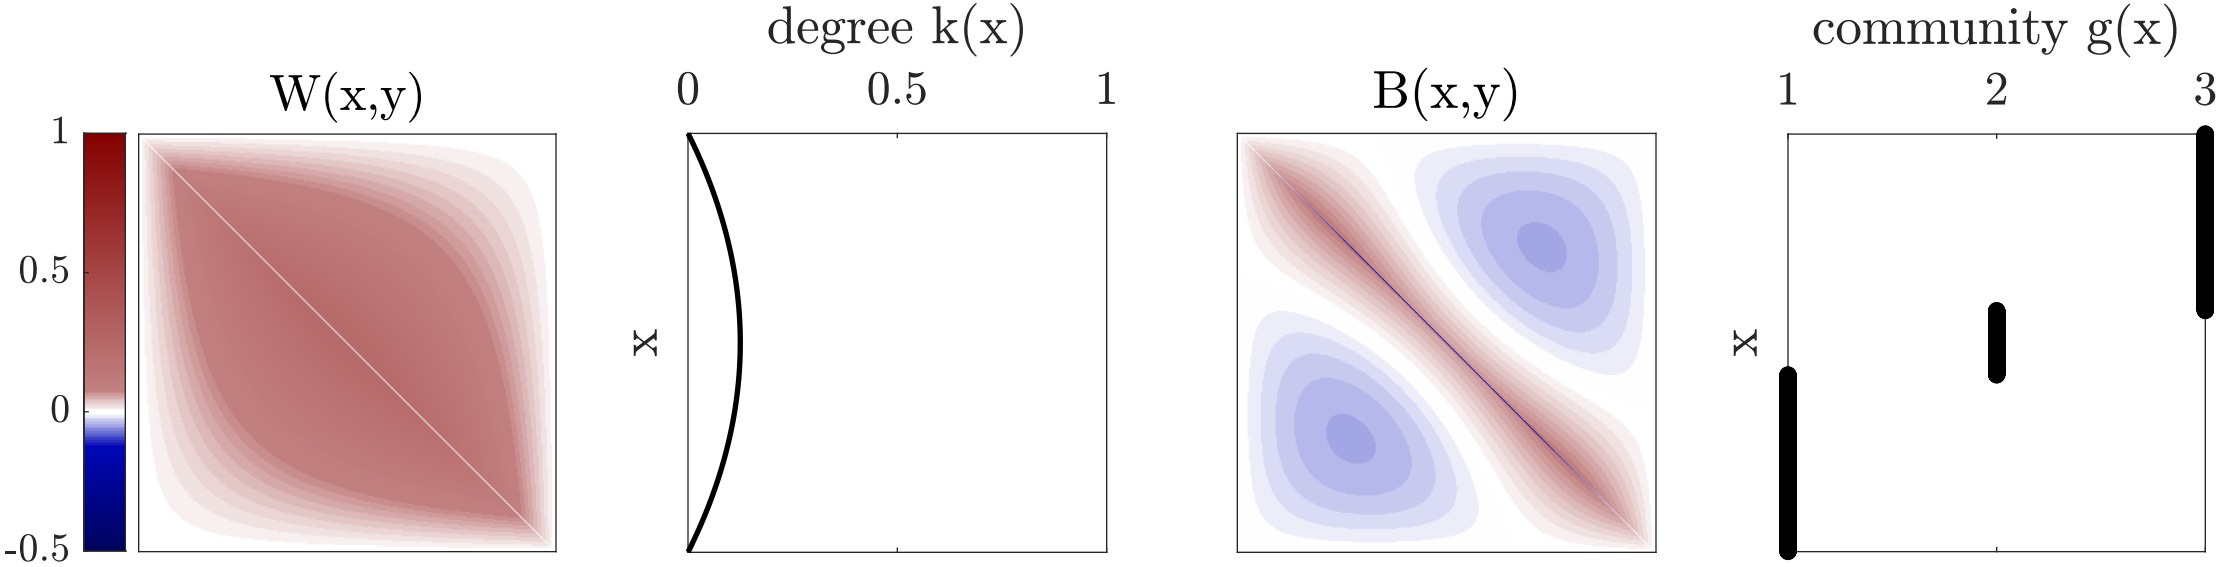 W(x,y)
1
0.5
0
-0.5
degree k(x)
0 0.5 1
x
B(x,y)
community g(x)
1 2 3
x